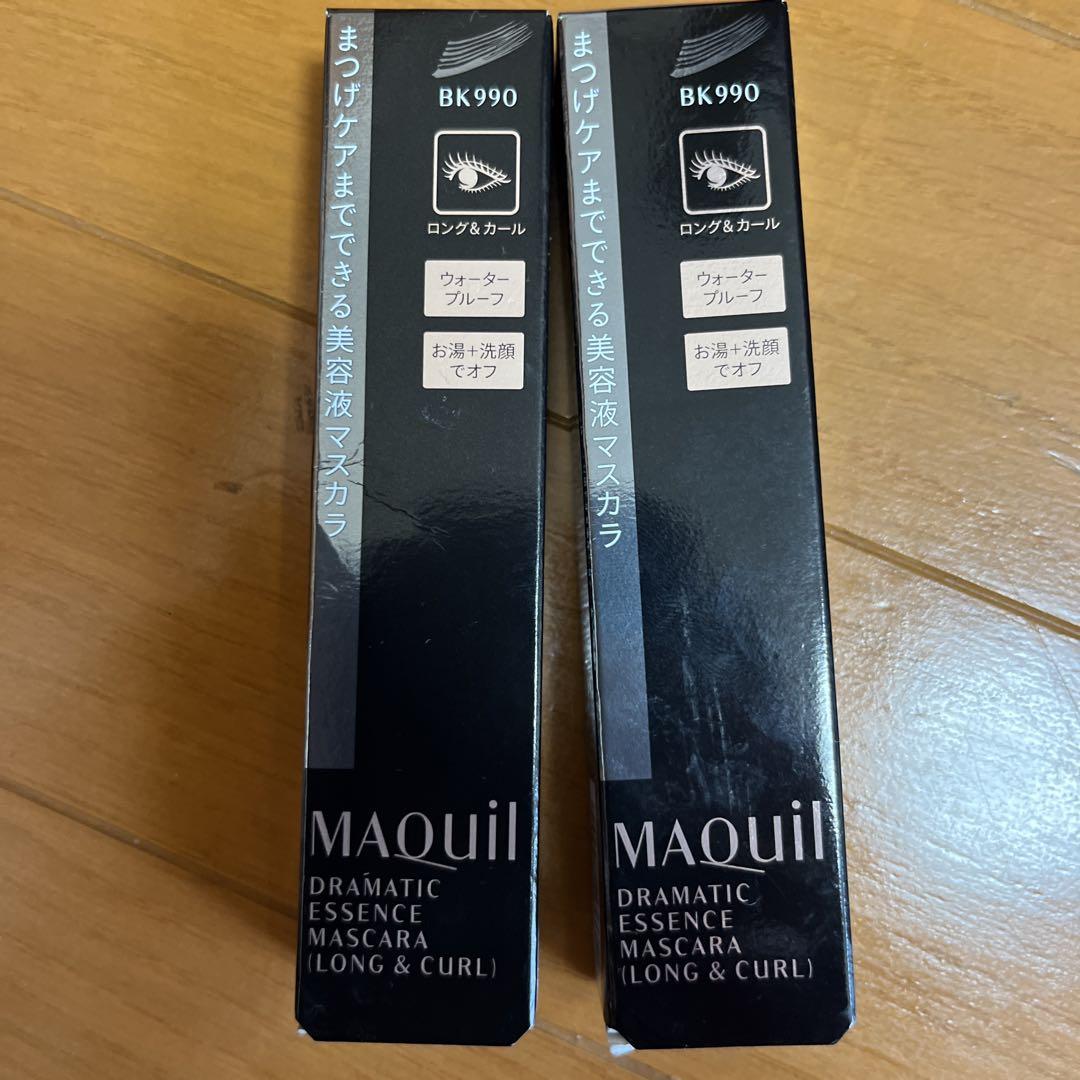 まつげケアまでできる美容液マスカラ
BK990
ロング&カール
ウォーター
プルーフ
お湯+洗顔
でオフ
MAQuil
DRAMATIC
ESSENCE
MASCARA
(LONG & CURL)
まつげケアまでできる美容液マスカラ
BK990
ロング&カール
ウォーター
プルーフ
お湯+洗顔
でオフ
MAQuil
DRAMATIC
ESSENCE
MASCARA
(LONG & CURL)